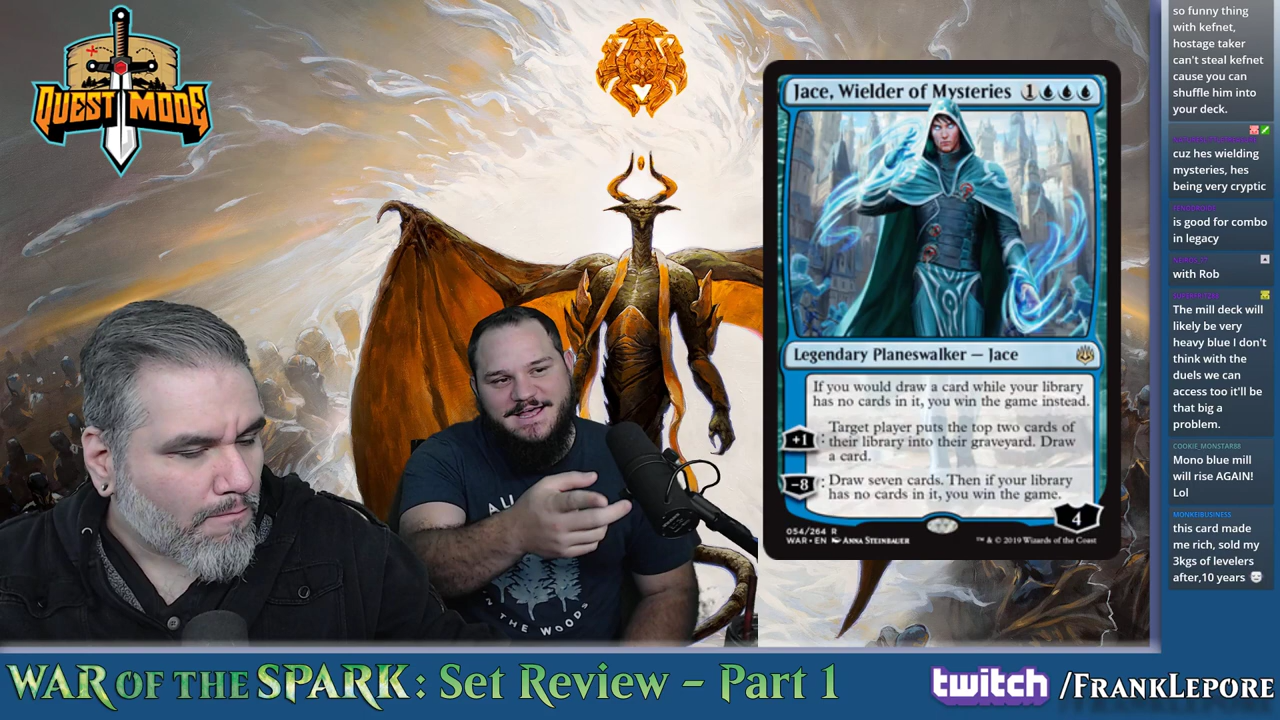 QUEST MODE
Jace, Wielder of Mysteries 1
Legendary Planeswalker — Jace
If you would draw a card while your library
has no cards in it, you win the game instead.
+1: Target player puts the top two cards of
their library into their graveyard. Draw
a card.
-8: Draw seven cards. Then if your library
has no cards in it, you win the game.
4
054/264 R
WAR • EN Anna Steinbauer
™ & © 2019 Wizards of the Coast
so funny thing
with kefnet,
hostage taker
can't steal kefnet
cause you can
shuffle him into
your deck.
cuz hes wielding
mysteries, hes
being very cryptic
is good for combo
in legacy
with Rob
The mill deck will
likely be very
heavy blue I don't
think with the
duels we can
access too it'll be
that big a
problem.
COOKIE_MONSTAR88
Mono blue mill
will rise AGAIN!
Lol
MONKEIBUSINESS
this card made
me rich, sold my
3kgs of levelers
after,10 years
ALL
THE WOODS
WAR OF THE SPARK: Set Review - Part 1
twitch /FRANKLEPORE